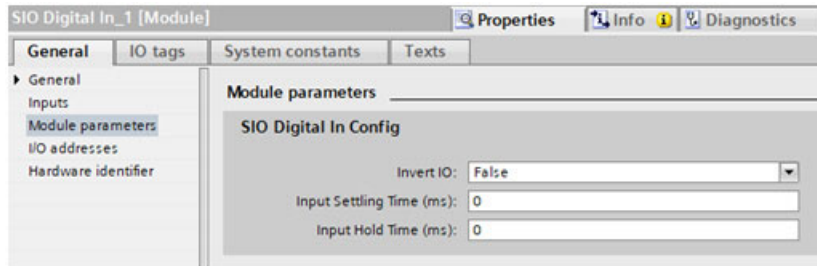 SIO Digital In_1 [Module]
Properties
Info
Diagnostics
General
IO tags
System constants
Texts
General
Inputs
Module parameters
I/O addresses
Hardware identifier
Module parameters
SIO Digital In Config
Invert IO: False
Input Settling Time (ms): 0
Input Hold Time (ms): 0